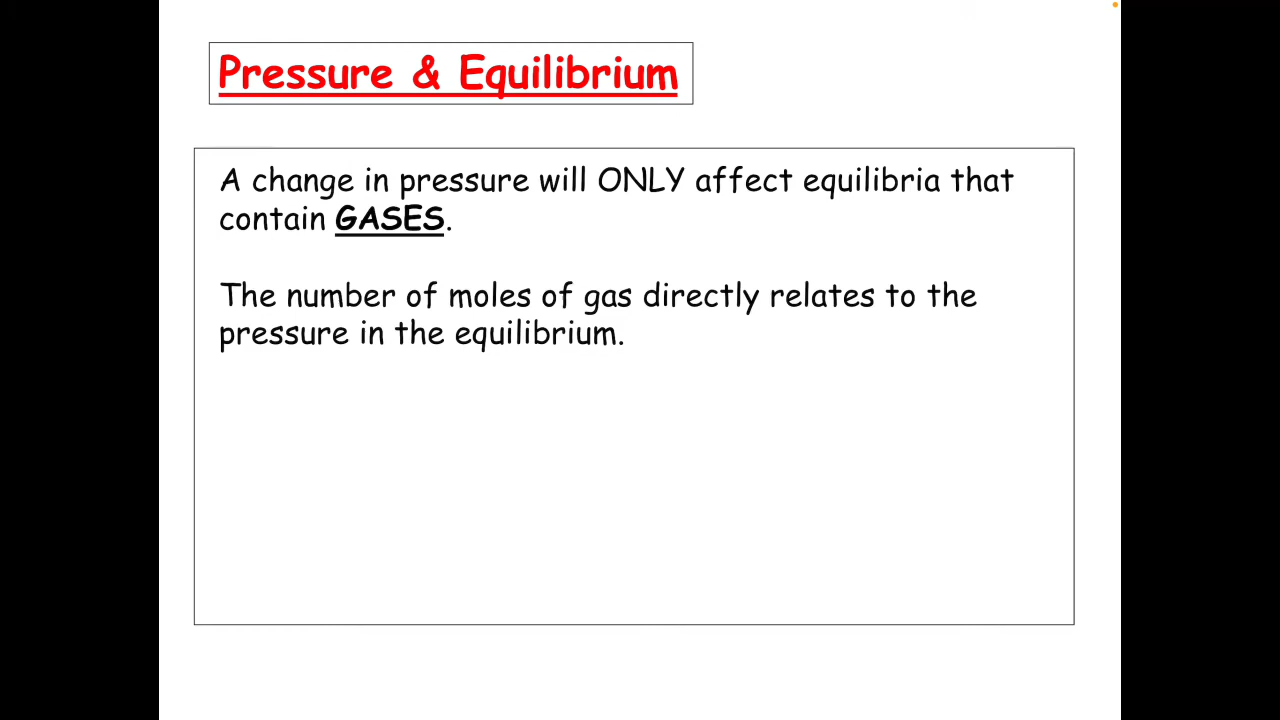 Pressure & Equilibrium
A change in pressure will ONLY affect equilibria that
contain GASES.
The number of moles of gas directly relates to the
pressure in the equilibrium.